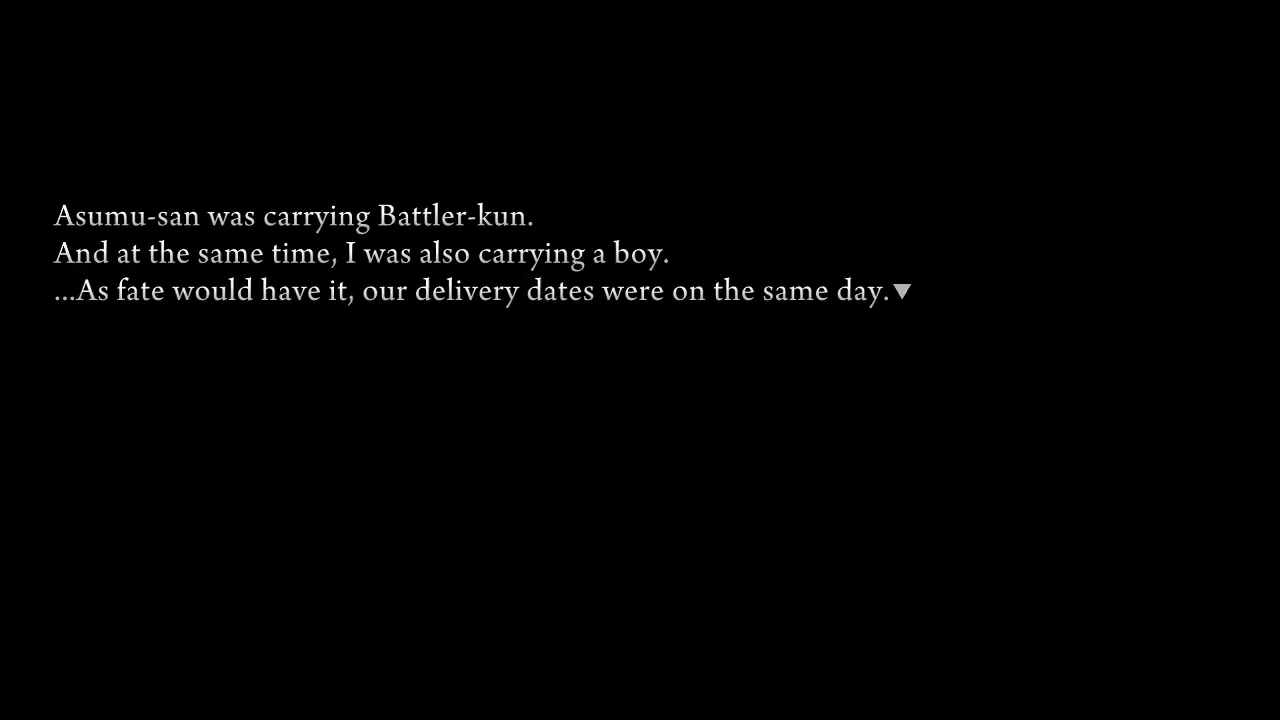 Asumu-san was carrying Battler-kun.
And at the same time, I was also carrying a boy.
...As fate would have it, our delivery dates were on the same day.